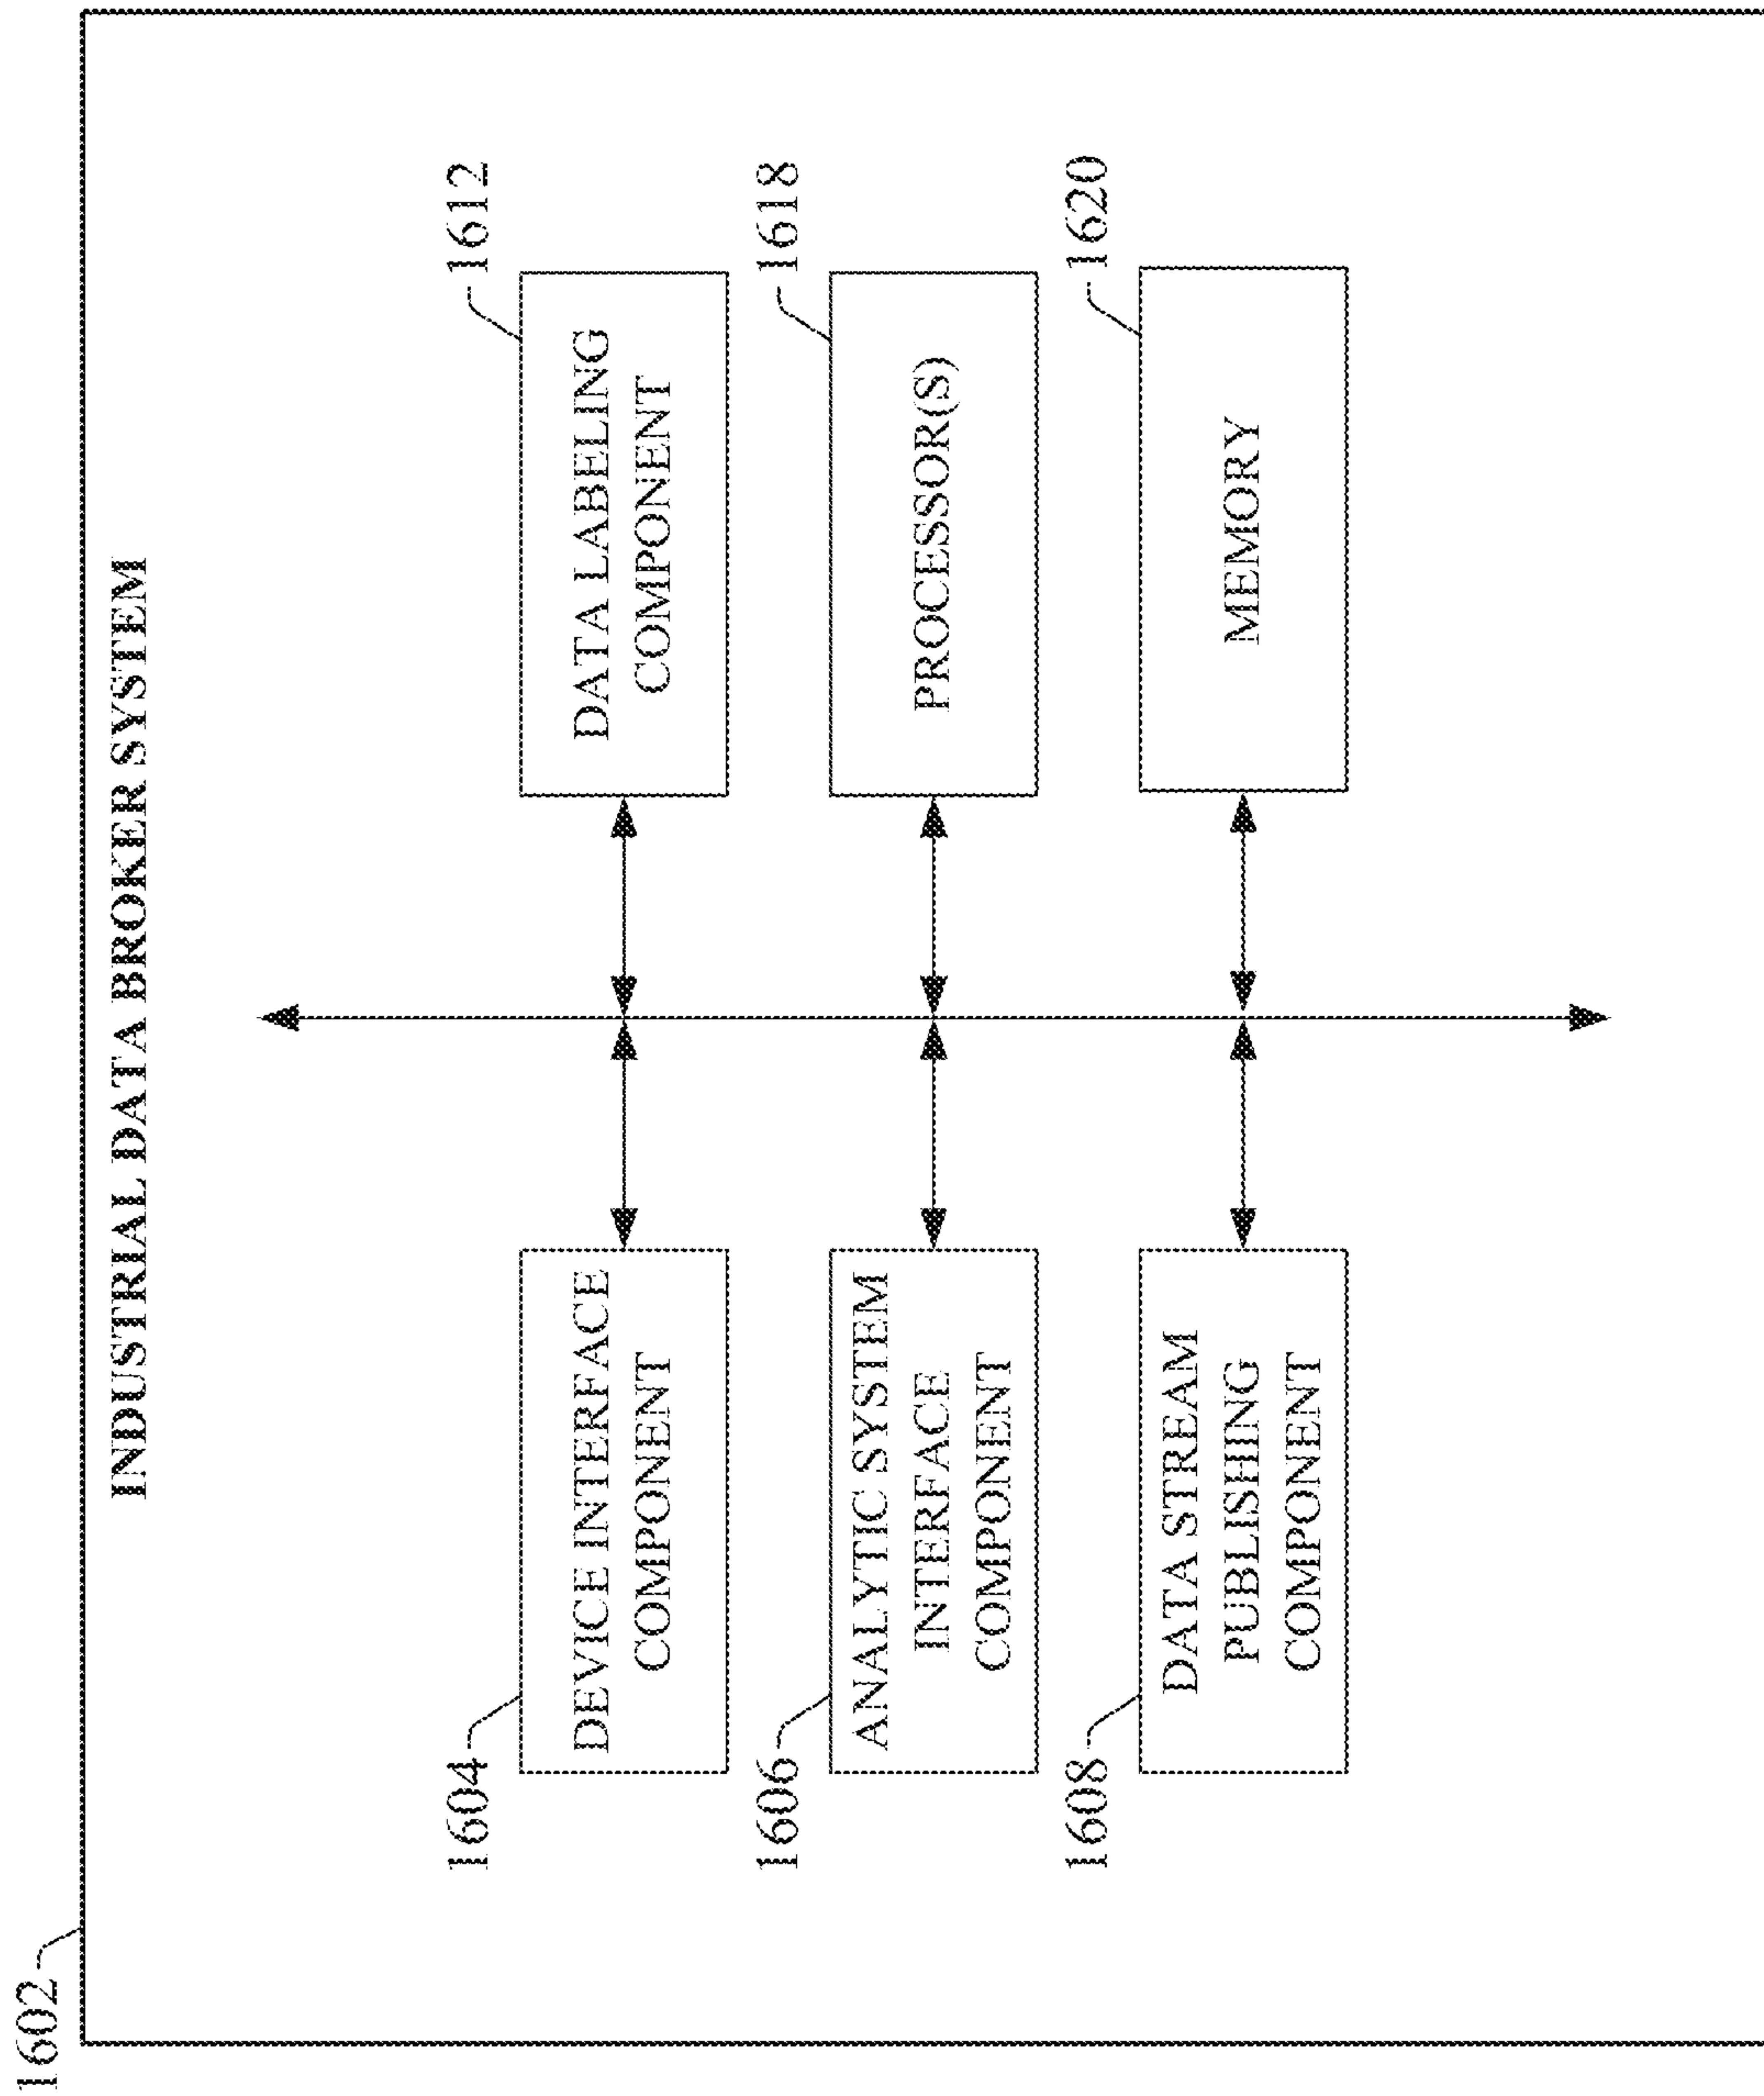 1602
INDUSTRIAL DATA BROKER SYSTEM
1604
DEVICE INTERFACE
COMPONENT
1612
DATA LABELING
COMPONENT
1606
ANALYTIC SYSTEM
INTERFACE
COMPONENT
1618
PROCESSOR(S)
1608
DATA STREAM
PUBLISHING
COMPONENT
1620
MEMORY